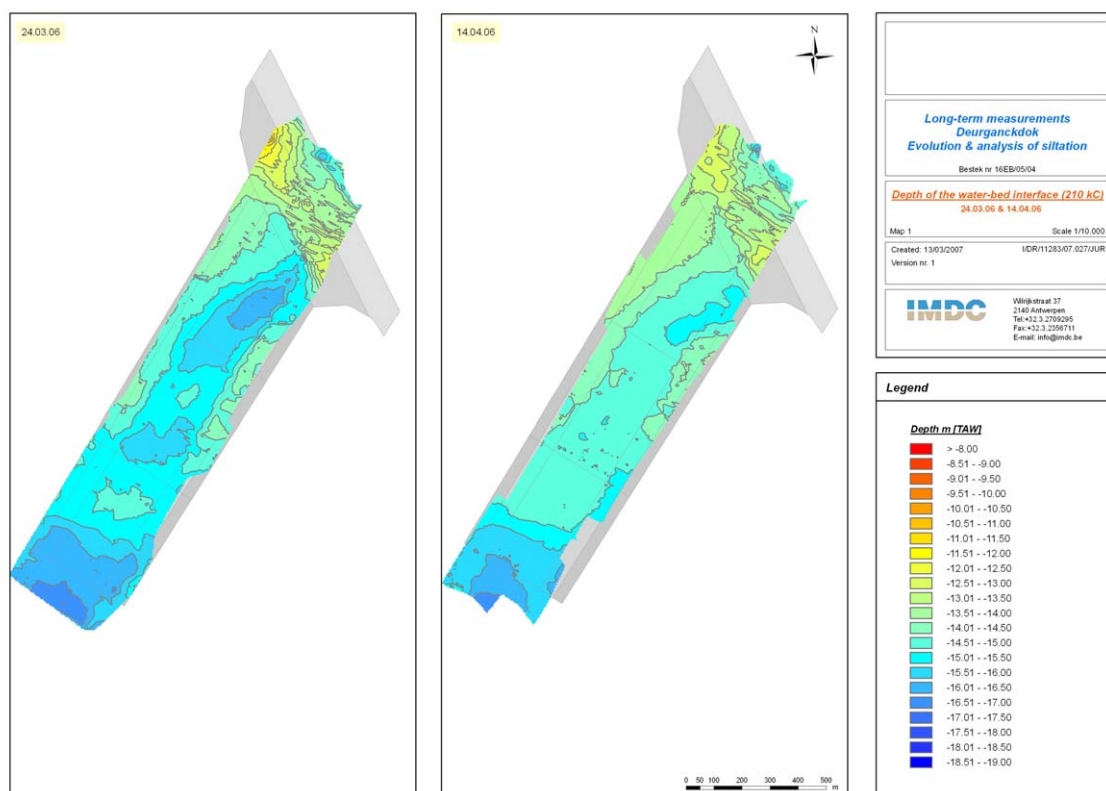 24.03.06
14.04.06
N
0 50 100 200 300 400 500
m
Long-term measurements
Deurganckdok
Evolution & analysis of siltation
Bestek nr 16EB/05/04
Depth of the water-bed interface (210 kC)
24.03.06 & 14.04.06
Map 1 Scale 1/10.000
Created: 13/03/2007 I/DR/11283/07.027/JUR
Version nr. 1
IMDC
Wilrijkstraat 37
2140 Antwerpen
Tel:+32.3.2709295
Fax:+32.3.2356711
E-mail: info@imdc.be
Legend
Depth m [TAW]
> -8.00
-8.51 - -9.00
-9.01 - -9.50
-9.51 - -10.00
-10.01 - -10.50
-10.51 - -11.00
-11.01 - -11.50
-11.51 - -12.00
-12.01 - -12.50
-12.51 - -13.00
-13.01 - -13.50
-13.51 - -14.00
-14.01 - -14.50
-14.51 - -15.00
-15.01 - -15.50
-15.51 - -16.00
-16.01 - -16.50
-16.51 - -17.00
-17.01 - -17.50
-17.51 - -18.00
-18.01 - -18.50
-18.51 - -19.00